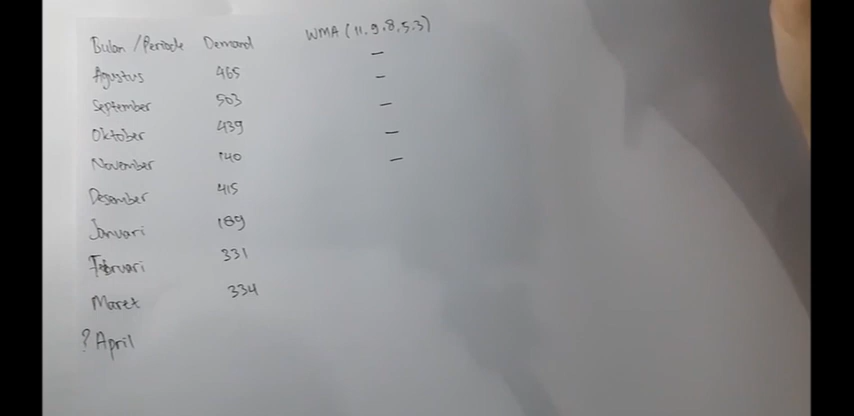 Bulan / Periode Demand WMA (11.9.8.5.3)
Agustus 465 –
September 503 –
Oktober 439 –
November 140 –
Desember 415 –
Januari 189
Februari 331
Maret 334
? April